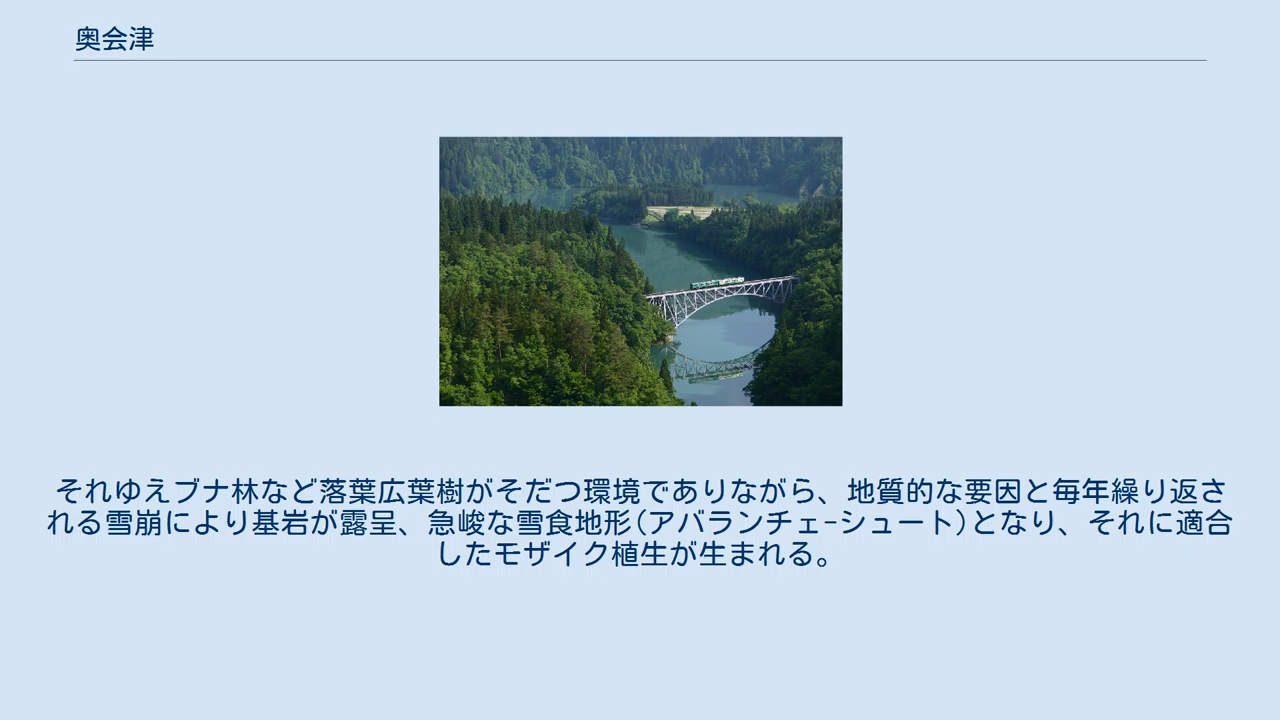 奥会津
それゆえブナ林など落葉広葉樹がそだつ環境でありながら、地質的な要因と毎年繰り返さ
れる雪崩により基岩が露呈、急峻な雪食地形(アバランチェ-シュート)となり、それに適合
したモザイク植生が生まれる。